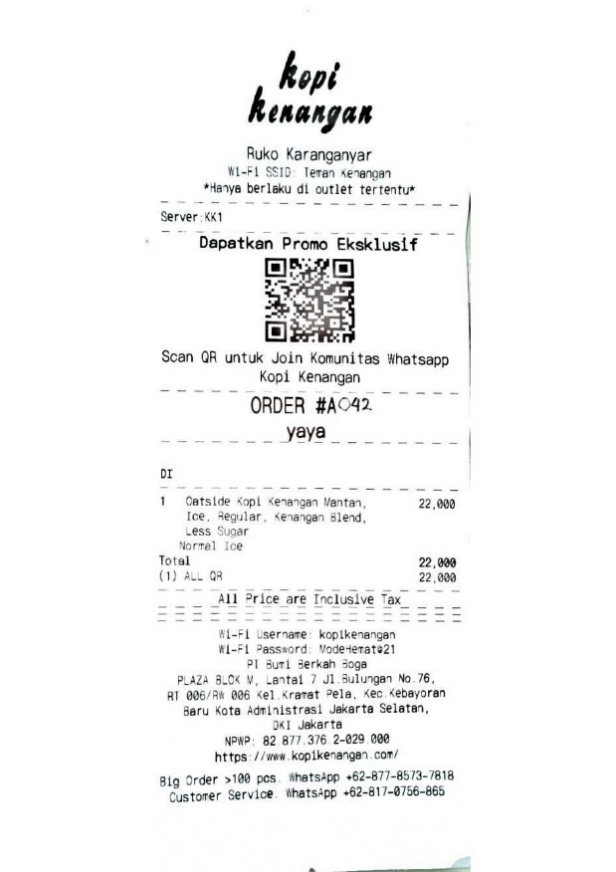 kopi
kenangan
Ruko Karanganyar
Wi-Fi SSID: Teman Kenangan
*Hanya berlaku di outlet tertentu*
Server:KK1
Dapatkan Promo Eksklusif
Scan QR untuk Join Komunitas Whatsapp
Kopi Kenangan
ORDER #A042
yaya
DI
1 Oatside Kopi Kenangan Mantan, 22,000
Ice, Regular, Kenangan Blend,
Less Sugar
Normal Ice
Total 22,000
(1) ALL QR 22,000
All Price are Inclusive Tax
Wi-Fi Username: kopikenangan
Wi-Fi Password: ModeHemat@21
PT Bumi Berkah Boga
PLAZA BLOK M, Lantai 7 Jl.Bulungan No.76,
RT 006/RW 006 Kel.Kramat Pela, Kec.Kebayoran
Baru Kota Administrasi Jakarta Selatan,
DKI Jakarta
NPWP: 82.877.376.2-029.000
https://www.kopikenangan.com/
Big Order >100 pcs. WhatsApp +62-877-8573-7818
Customer Service. WhatsApp +62-817-0756-865